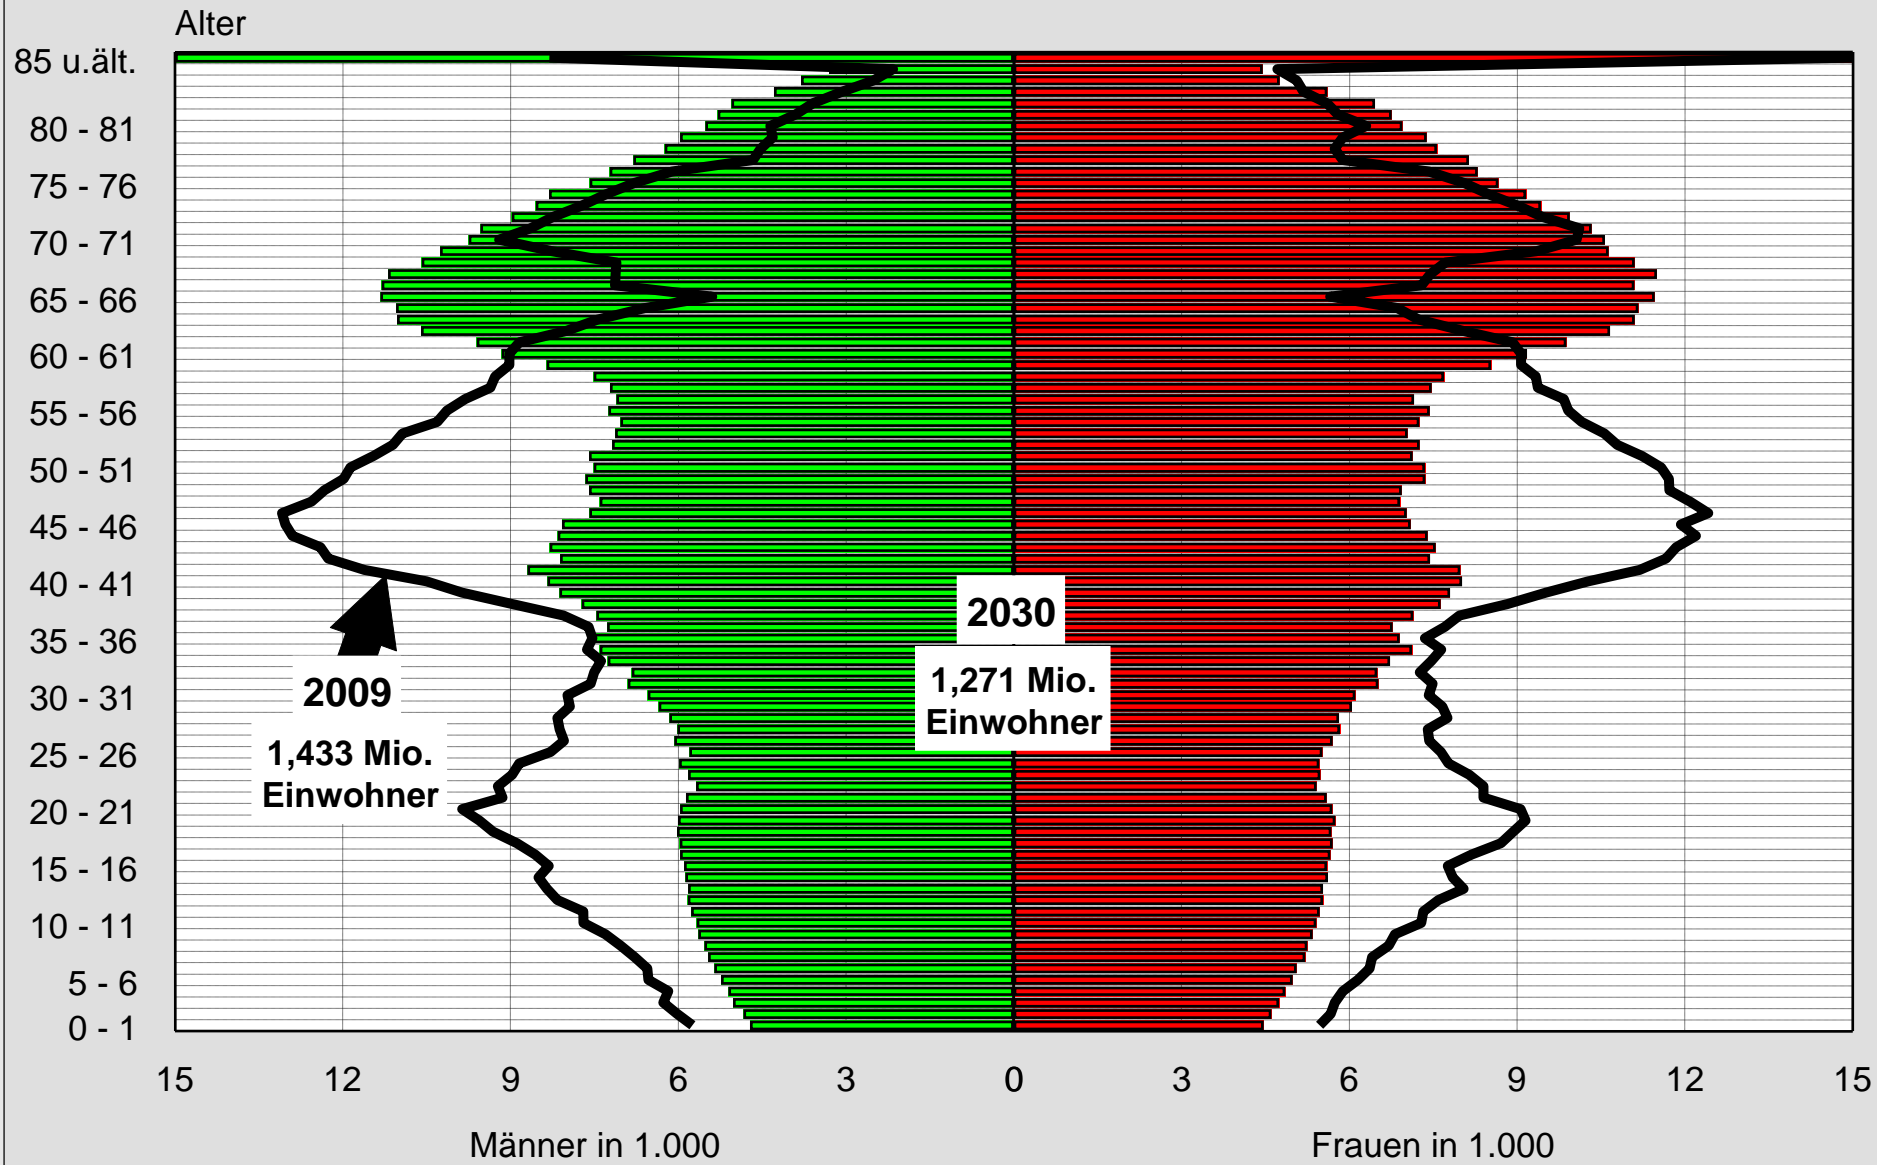 Alter
85 u.ält.
80 - 81
75 - 76
70 - 71
65 - 66
60 - 61
55 - 56
50 - 51
45 - 46
40 - 41
35 - 36
30 - 31
25 - 26
20 - 21
15 - 16
10 - 11
5 - 6
0 - 1
2030
1,271 Mio.
Einwohner
2009
1,433 Mio.
Einwohner
15 12 9 6 3 0 3 6 9 12 15
Männer in 1.000 Frauen in 1.000